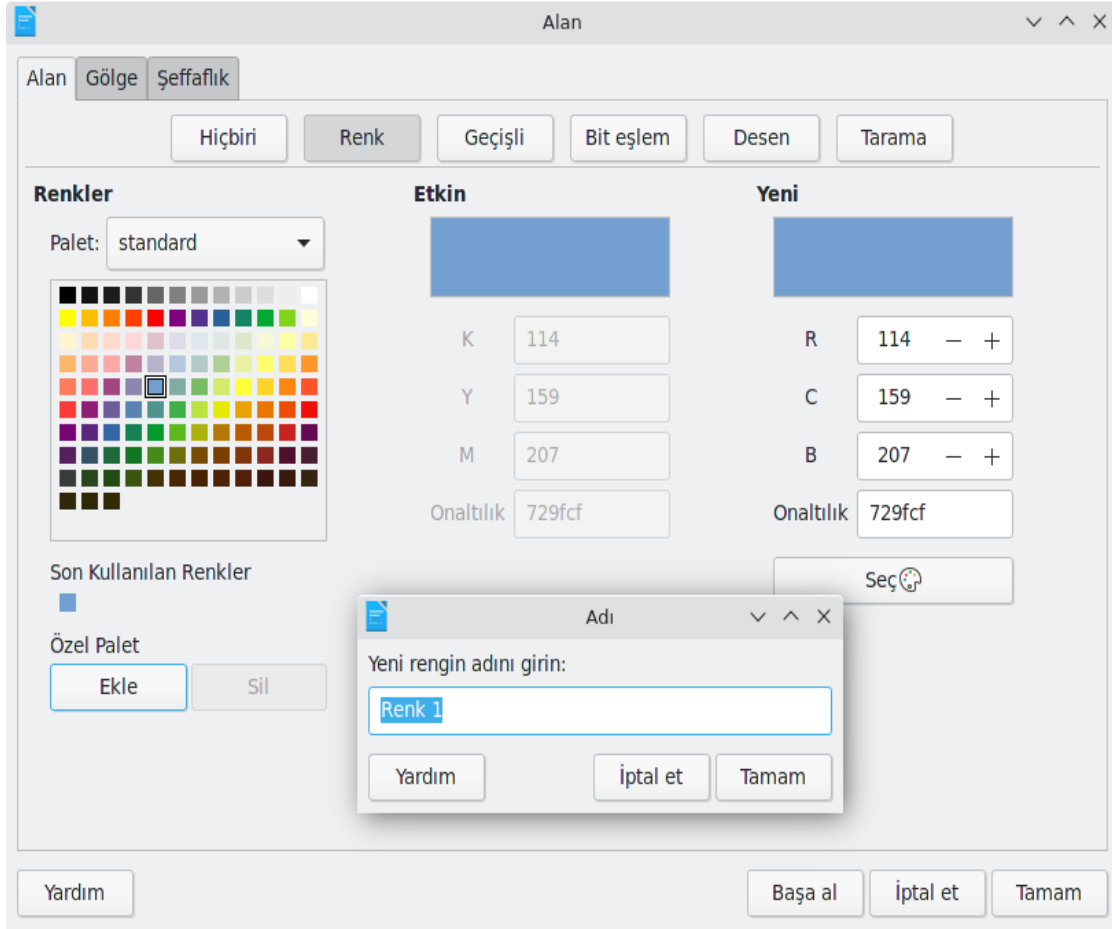 Alan
Alan Gölge Şeffaflık
Hiçbiri Renk Geçişli Bit eşlem Desen Tarama
Renkler Etkin Yeni
Palet: standard
K 114 R 114
Y 159 C 159
M 207 B 207
Onaltılık 729fcf Onaltılık 729fcf
Son Kullanılan Renkler
Seç
Özel Palet
Ekle Sil
Adı
Yeni rengin adını girin:
Renk 1
Yardım İptal et Tamam
Yardım Başa al İptal et Tamam